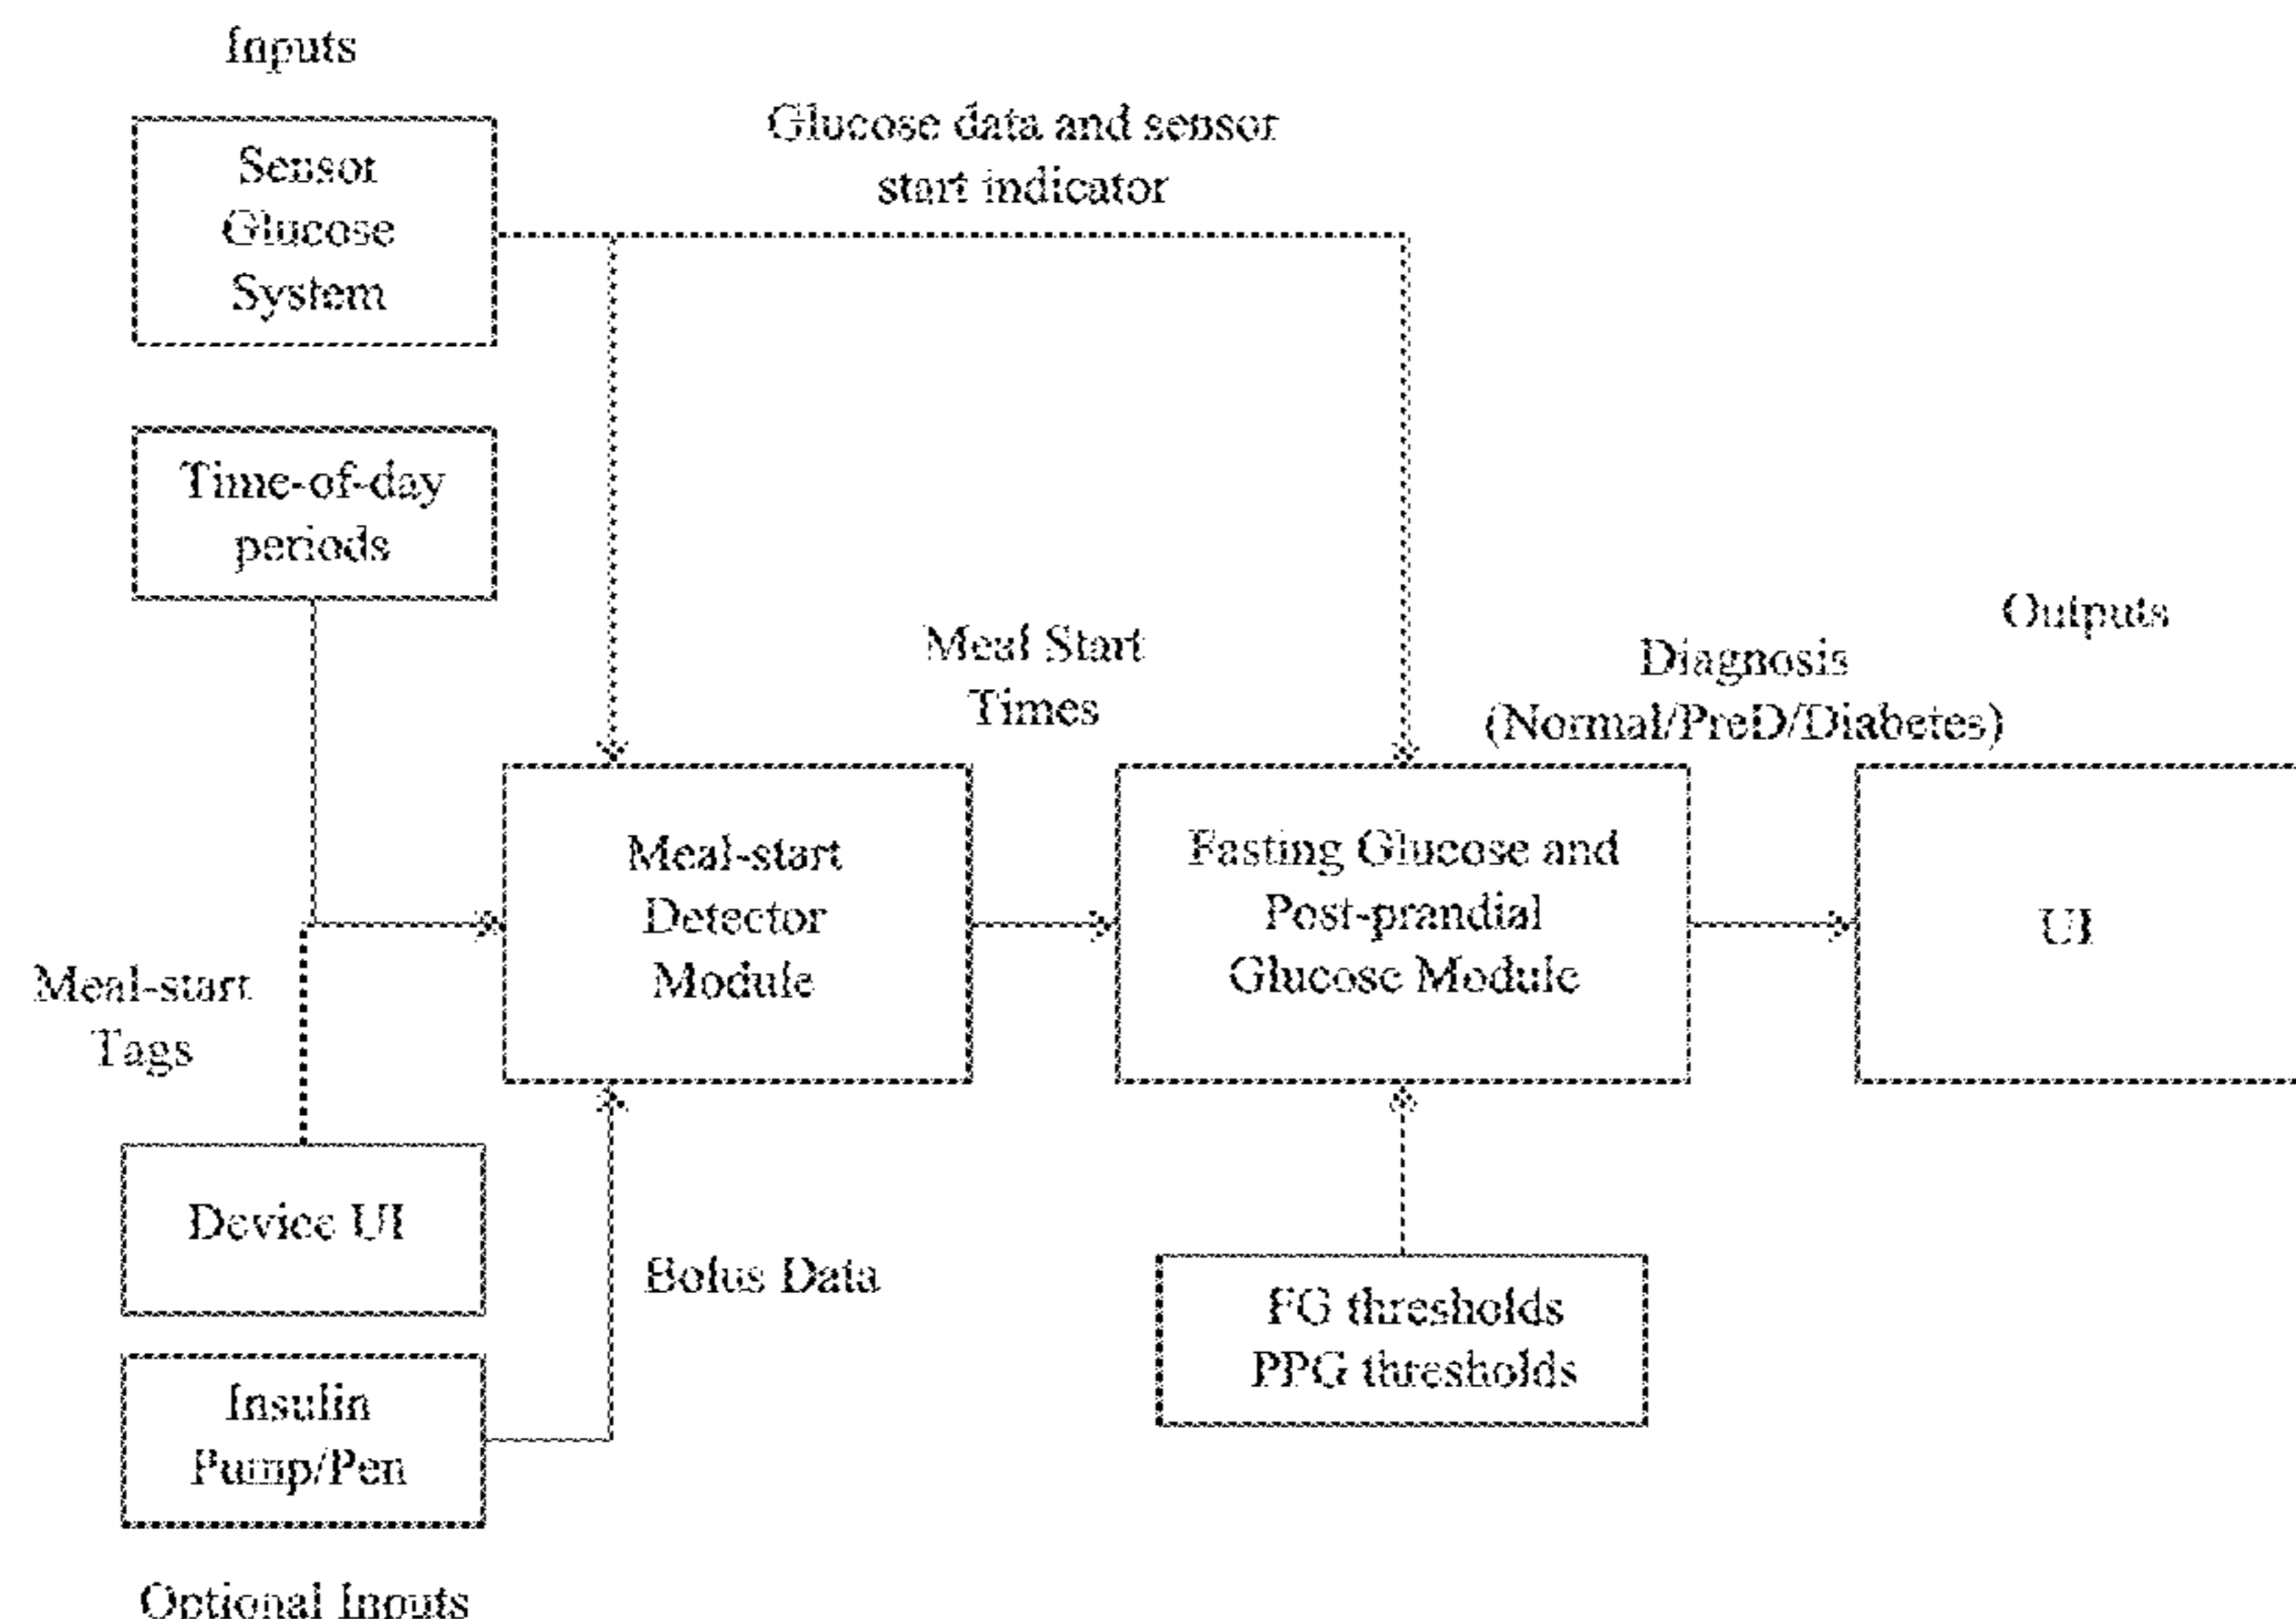 Inputs
Sensor
Glucose
System
Glucose data and sensor
start indicator
Time-of-day
periods
Meal Start
Times
Outputs
Diagnosis
(Normal/PreD/Diabetes)
Meal-start
Detector
Module
Fasting Glucose and
Post-prandial
Glucose Module
UI
Meal-start
Tags
Device UI
Bolus Data
FG thresholds
PPG thresholds
Insulin
Pump/Pen
Optional Inputs